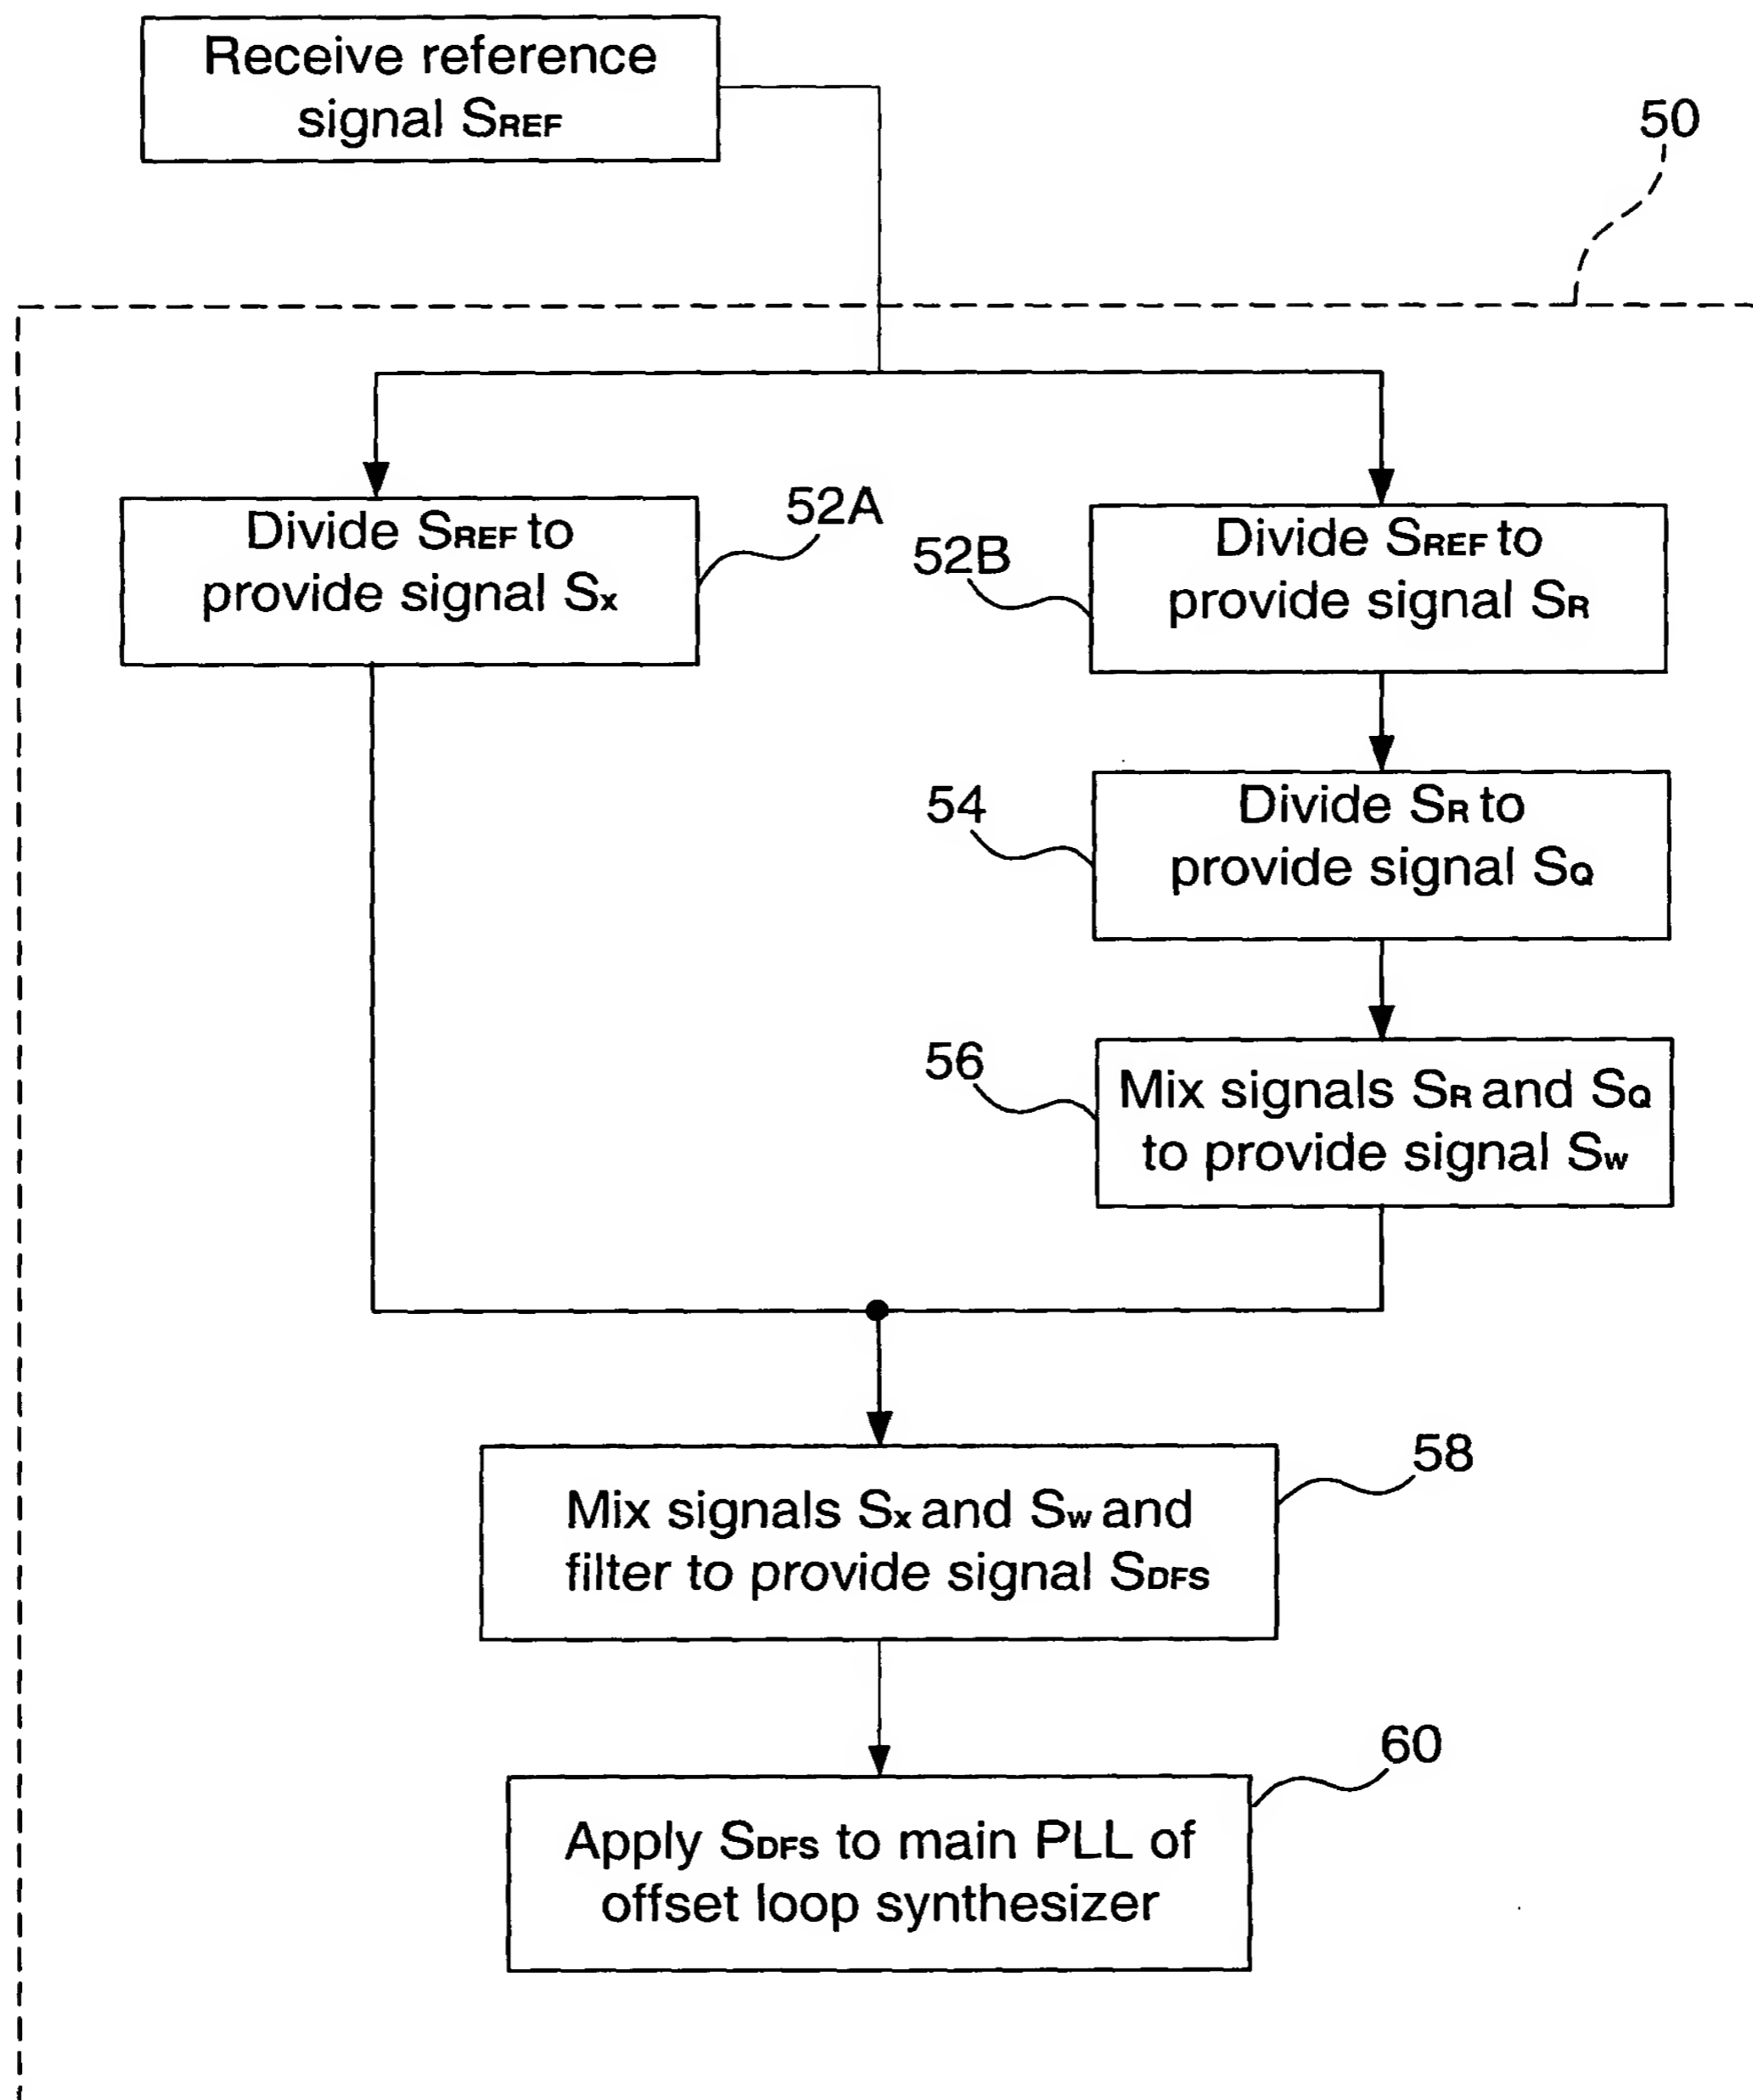 Receive reference
signal SREF
50
Divide SREF to
provide signal Sx
52A
52B
Divide SREF to
provide signal SR
54
Divide SR to
provide signal SQ
56
Mix signals SR and SQ
to provide signal Sw
58
Mix signals Sx and Sw and
filter to provide signal SDFS
60
Apply SDFS to main PLL of
offset loop synthesizer